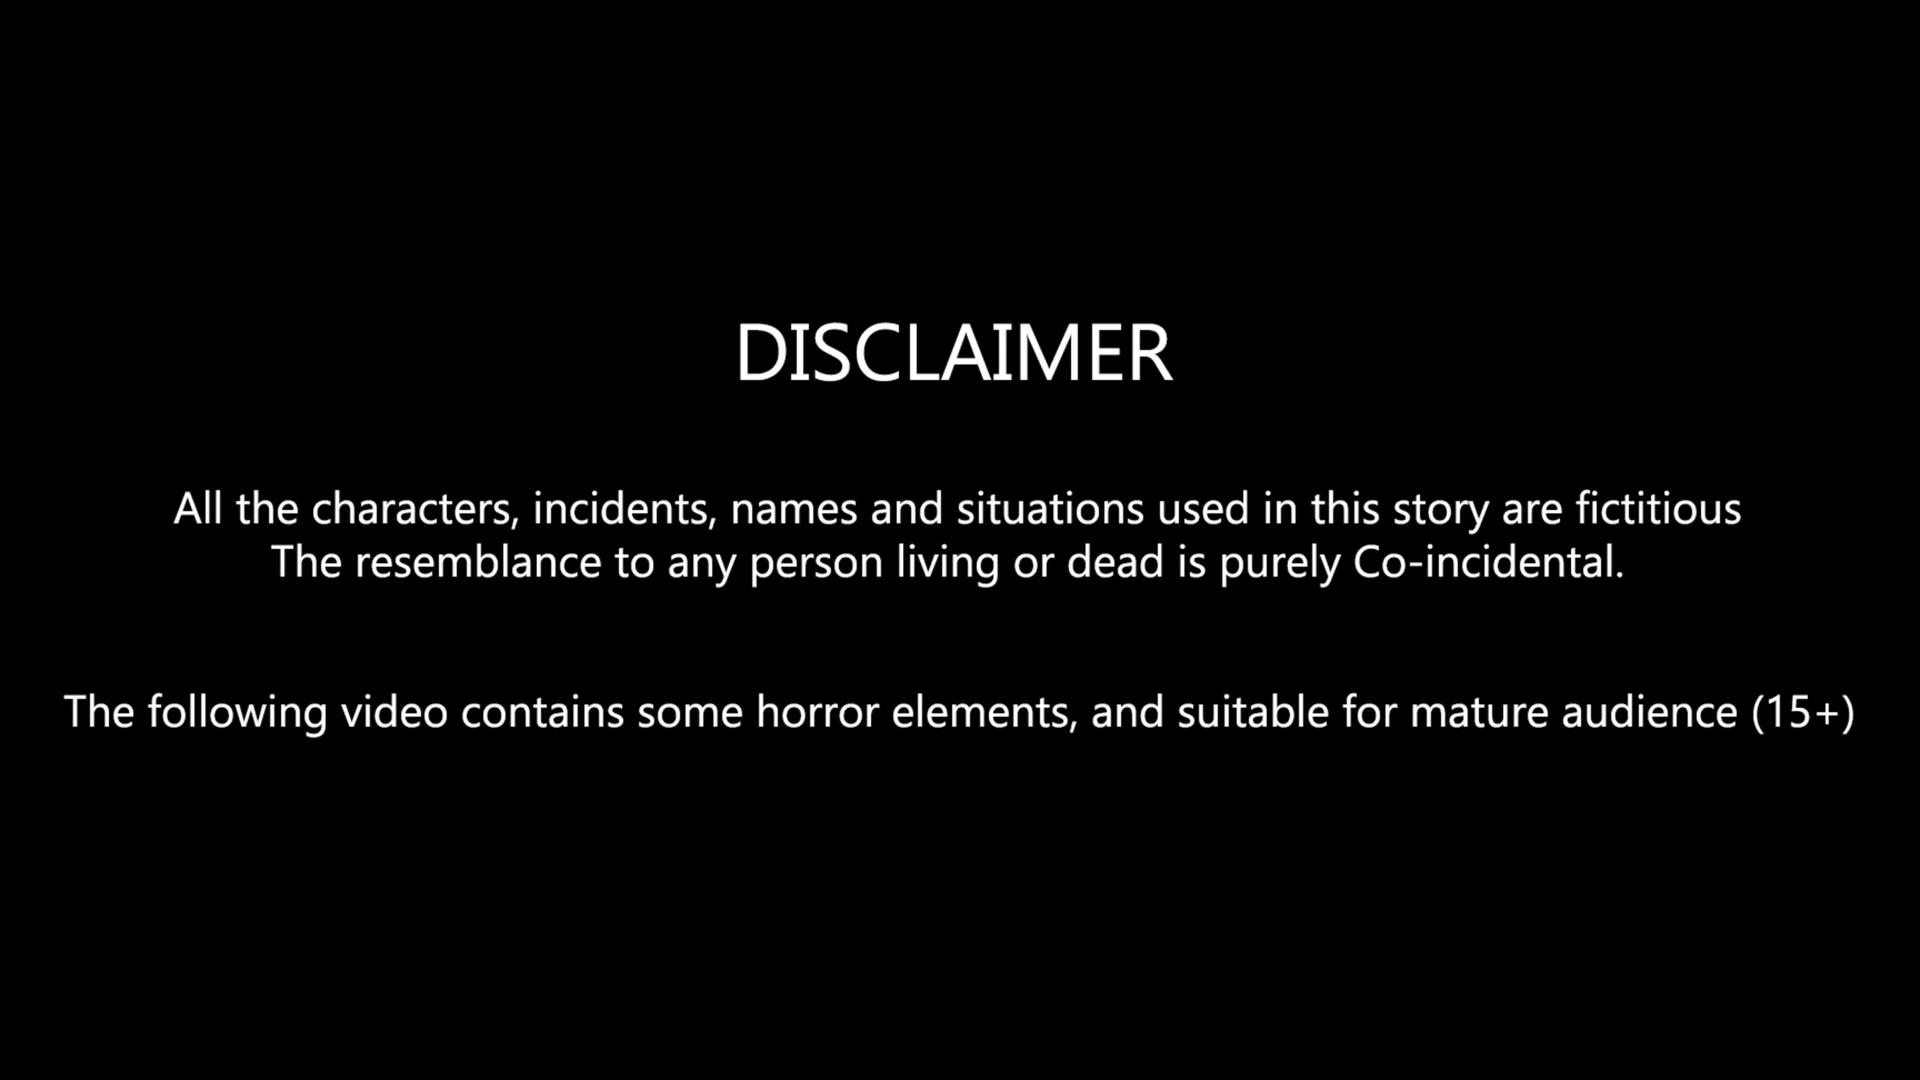 DISCLAIMER
All the characters, incidents, names and situations used in this story are fictitious
The resemblance to any person living or dead is purely Co-incidental.
The following video contains some horror elements, and suitable for mature audience (15+)